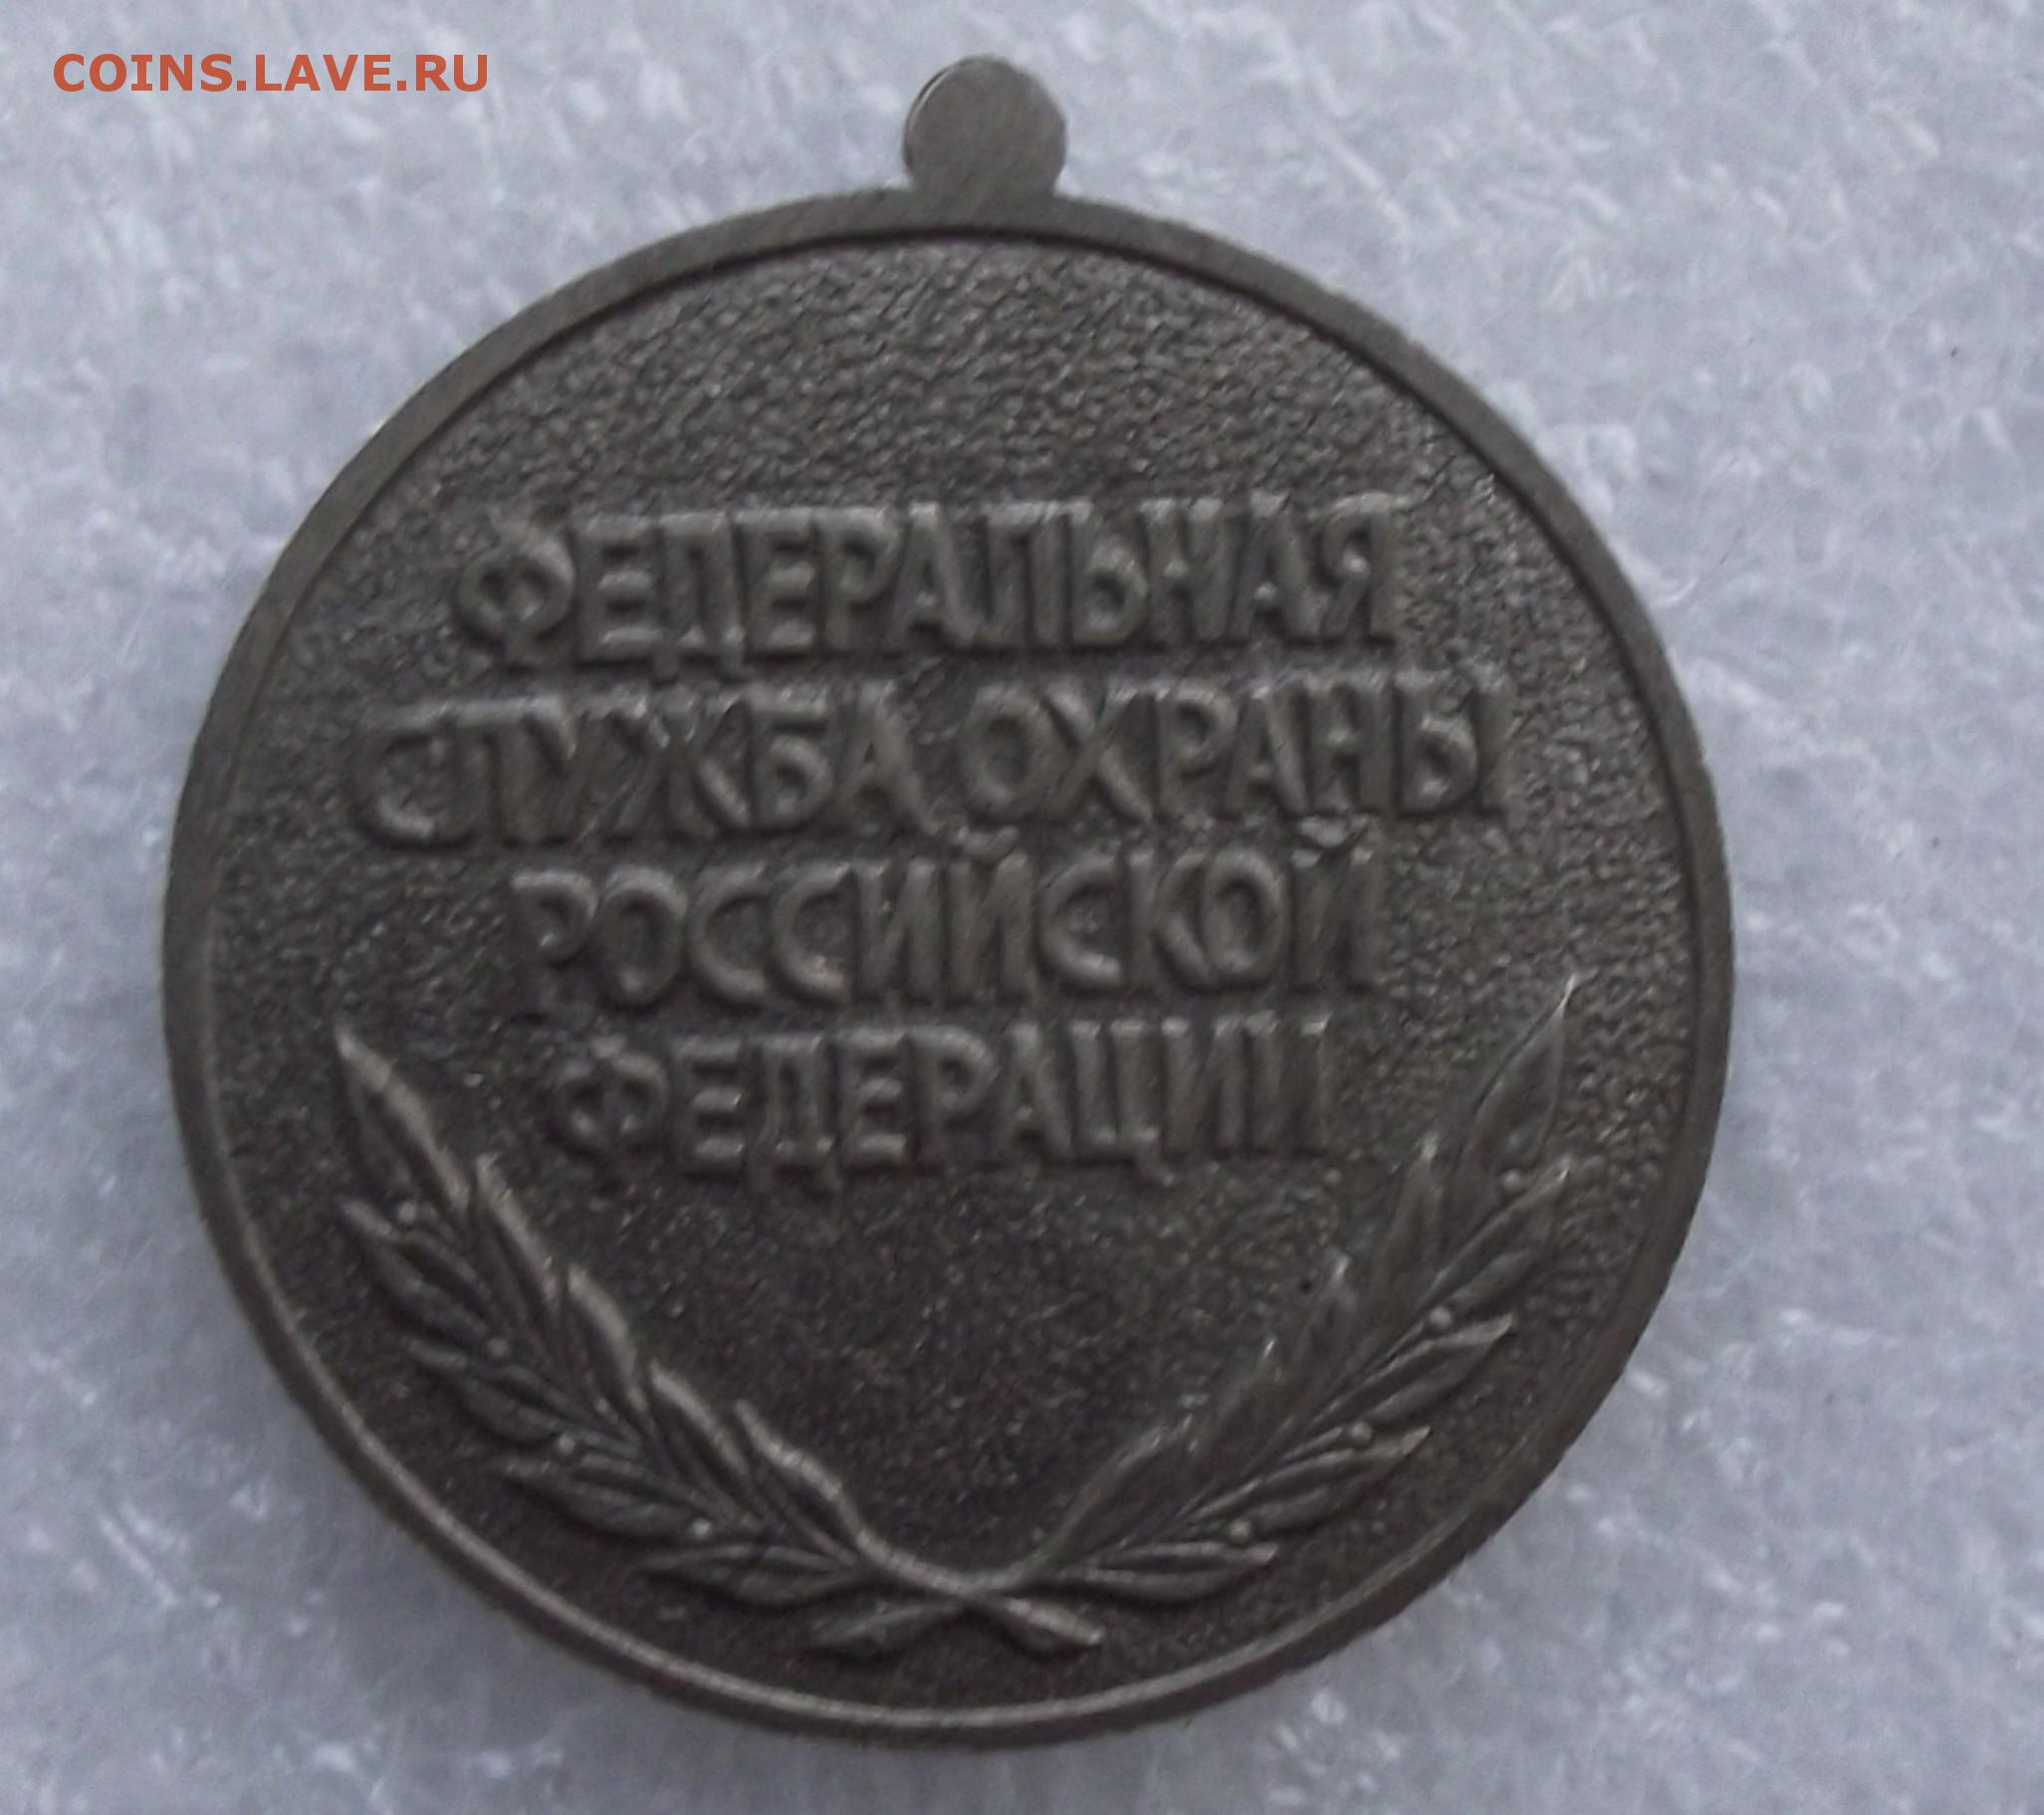 COINS.LAVE.RU
ФЕДЕРАЛЬНАЯ
СЛУЖБА ОХРАНЫ
РОССИЙСКОЙ
ФЕДЕРАЦИИ